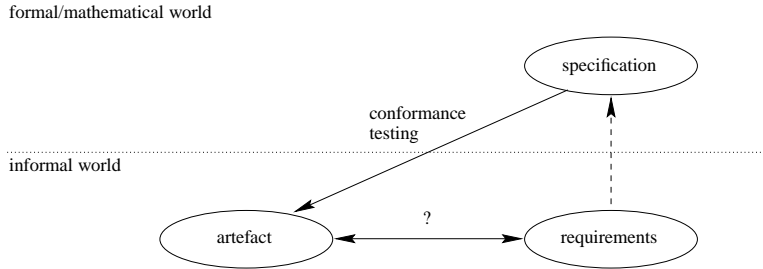 formal/mathematical world
specification
conformance
testing
informal world
?
artefact
requirements